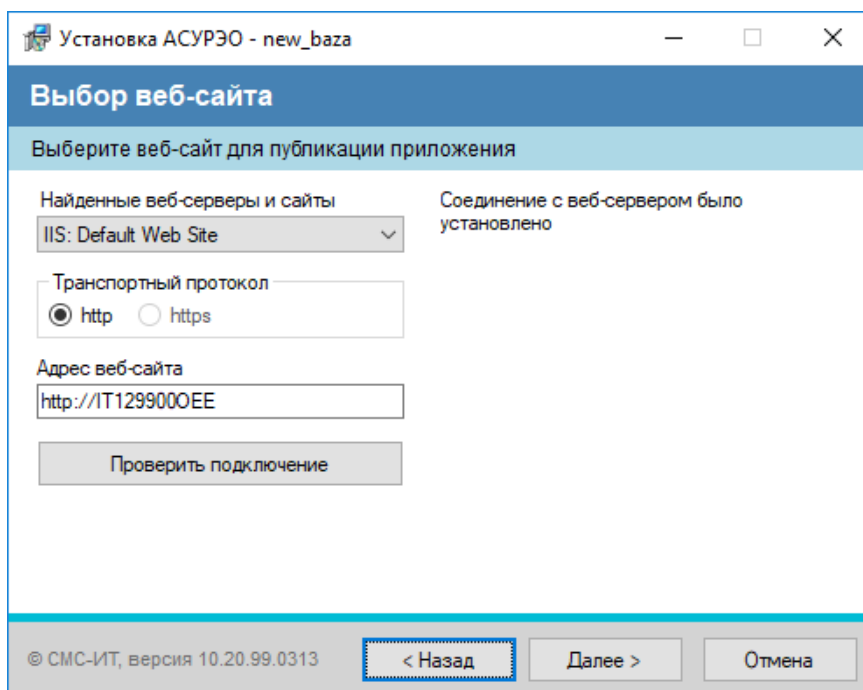 Установка АСУРЭО - new_baza
Выбор веб-сайта
Выберите веб-сайт для публикации приложения
Найденные веб-серверы и сайты
IIS: Default Web Site
Транспортный протокол
http https
Адрес веб-сайта
http://IT129900OEE
Проверить подключение
Соединение с веб-сервером было
установлено
© СМС-ИТ, версия 10.20.99.0313
< Назад Далее > Отмена